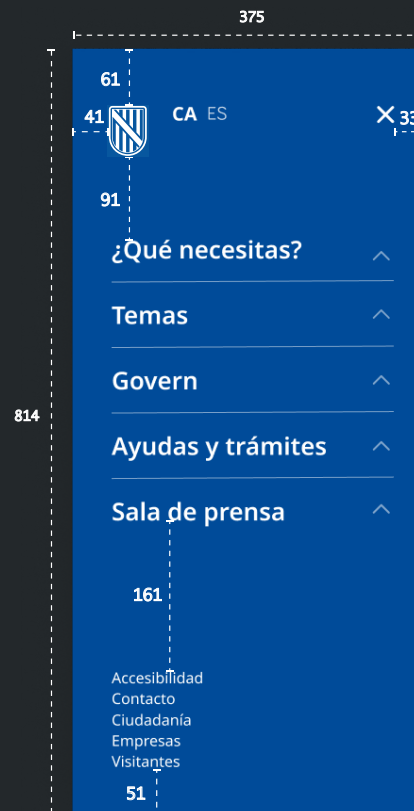 375
61
41
CA ES
33
91
¿Qué necesitas?
Temas
Govern
814
Ayudas y trámites
Sala de prensa
161
Accesibilidad
Contacto
Ciudadanía
Empresas
Visitantes
51